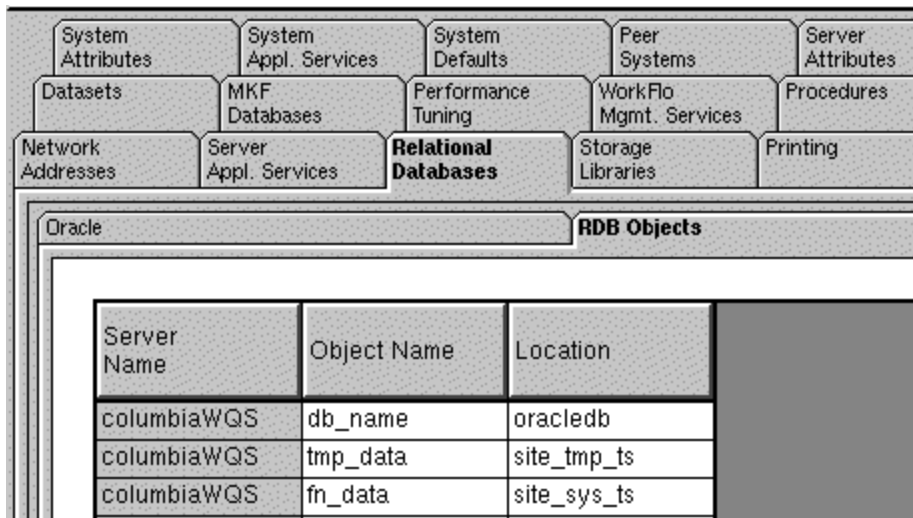 System Attributes
System Appl. Services
System Defaults
Peer Systems
Server Attributes
Datasets
MKF Databases
Performance Tuning
WorkFlo Mgmt. Services
Procedures
Network Addresses
Server Appl. Services
Relational Databases
Storage Libraries
Printing
Oracle
RDB Objects
Server Name
Object Name
Location
columbiaWQS db_name oracledb
columbiaWQS tmp_data site_tmp_ts
columbiaWQS fn_data site_sys_ts